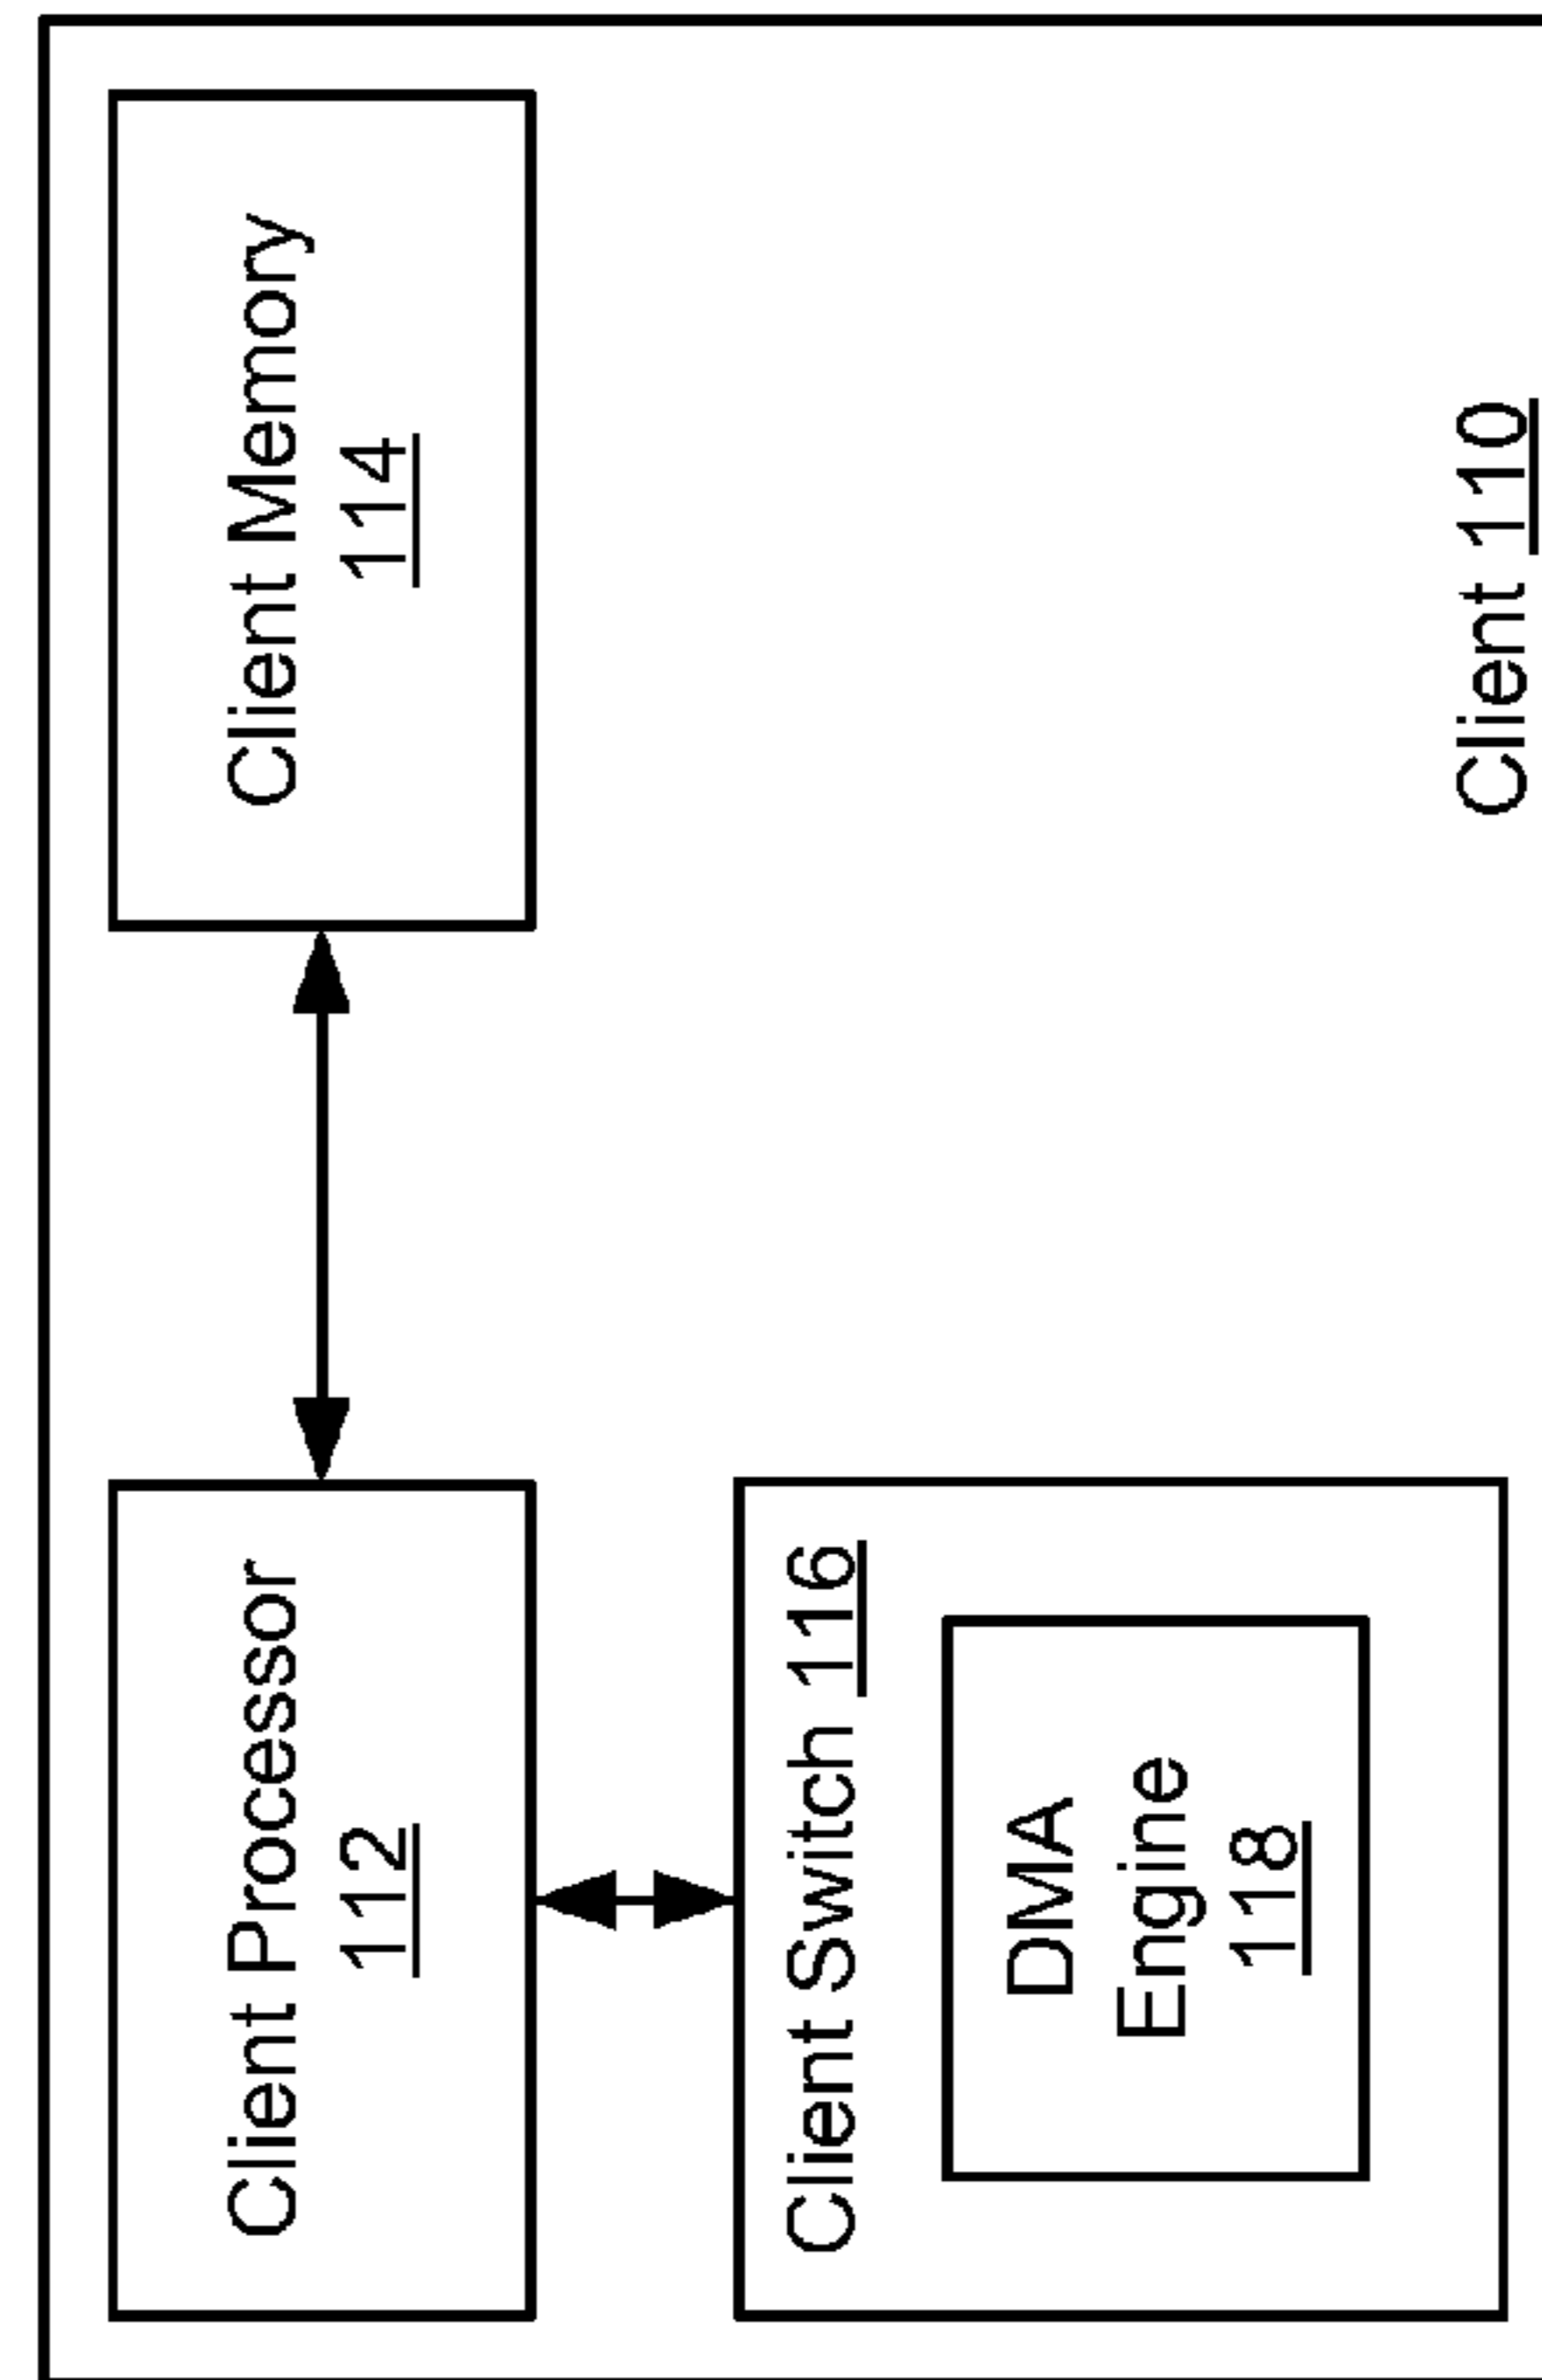 Client Processor
112
Client Memory
114
Client Switch 116
DMA
Engine
118
Client 110